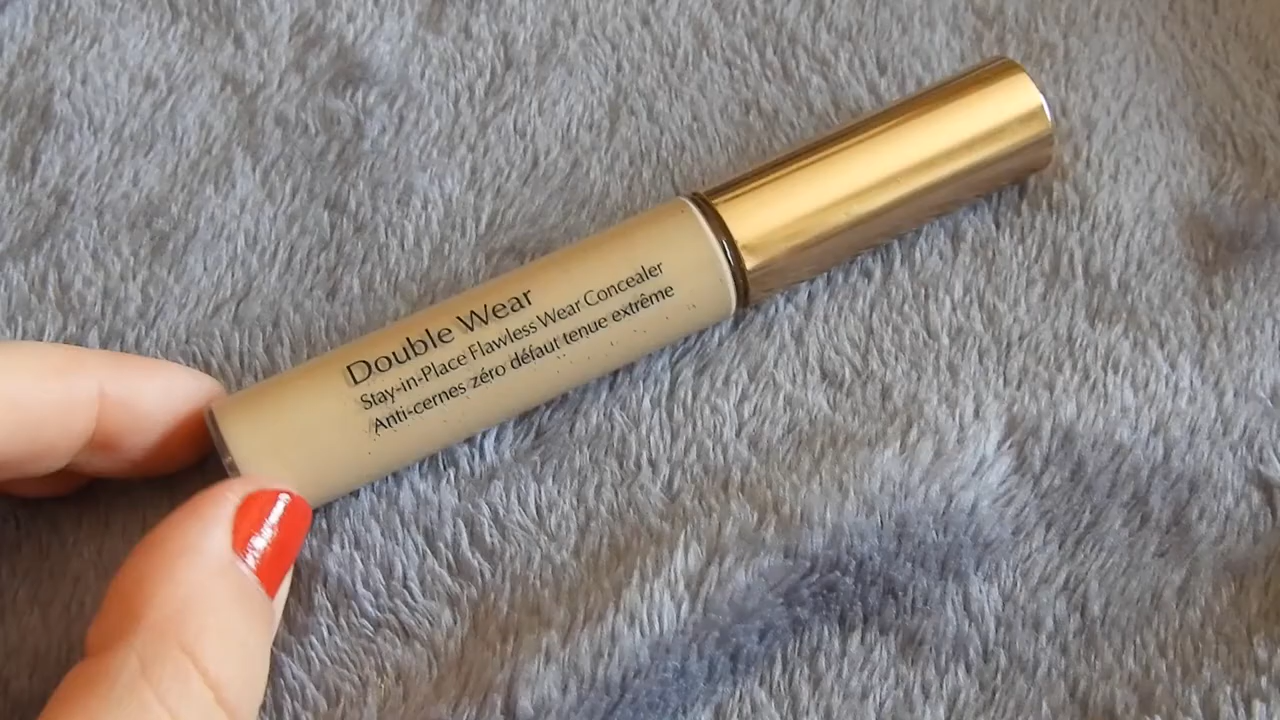 Double Wear
Stay-in-Place Flawless Wear Concealer
Anti-cernes zéro défaut tenue extrême